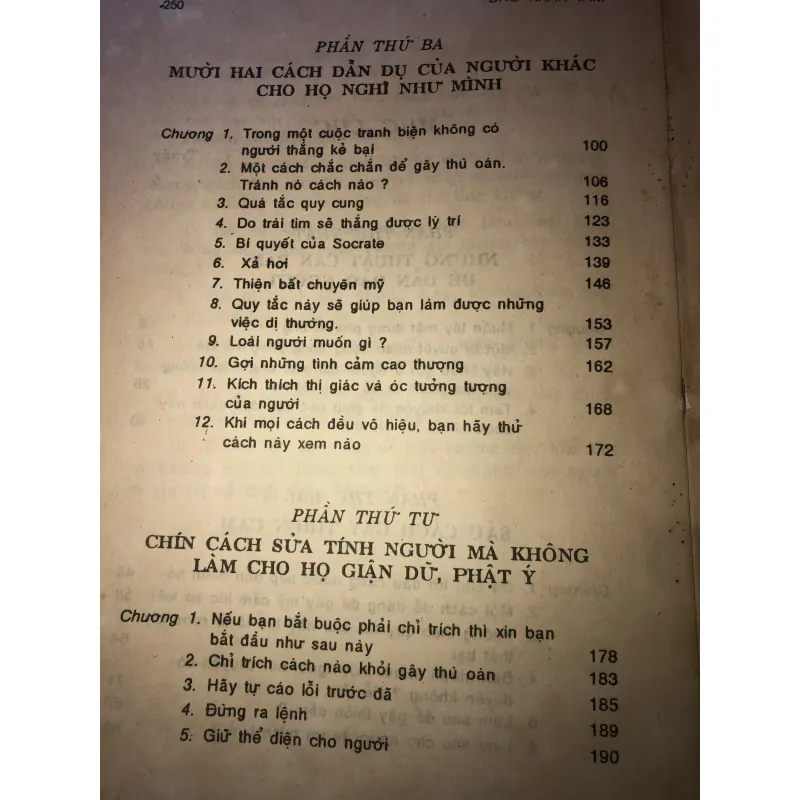 250
PHẦN THỨ BA
MƯỜI HAI CÁCH DẪN DỤ CỦA NGƯỜI KHÁC
CHO HỌ NGHĨ NHƯ MÌNH
Chương 1. Trong một cuộc tranh biện không có
người thắng kẻ bại 100
2. Một cách chắc chắn để gây thù oán.
Tránh nó cách nào ? 106
3. Quá tắc quy cung 116
4. Do trái tim sẽ thắng được lý trí 123
5. Bí quyết của Socrate 133
6. Xả hơi 139
7. Thiện bất chuyên mỹ 146
8. Quy tắc này sẽ giúp bạn làm được những
việc dị thường. 153
9. Loài người muốn gì ? 157
10. Gợi những tình cảm cao thượng 162
11. Kích thích thị giác và óc tưởng tượng
của người 168
12. Khi mọi cách đều vô hiệu, bạn hãy thử
cách này xem nào 172
PHẦN THỨ TƯ
CHÍN CÁCH SỬA TÍNH NGƯỜI MÀ KHÔNG
LÀM CHO HỌ GIẬN DỮ, PHẬT Ý
Chương 1. Nếu bạn bắt buộc phải chỉ trích thì xin bạn
bắt đầu như sau này 178
2. Chỉ trích cách nào khỏi gây thù oán 183
3. Hãy tự cáo lỗi trước đã 185
4. Đừng ra lệnh 189
5. Giữ thể diện cho người 190